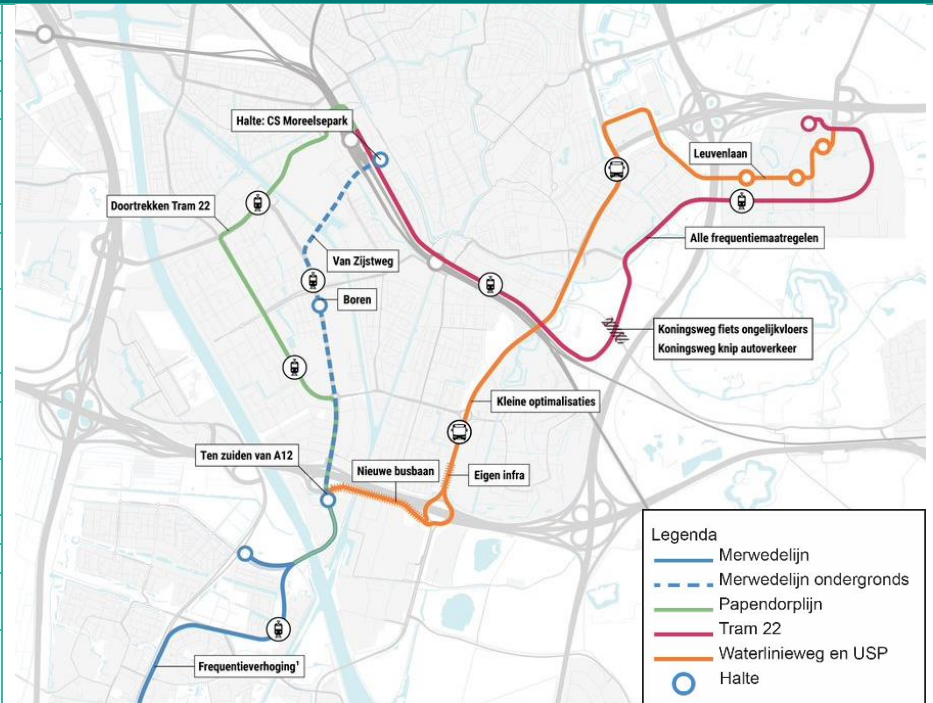 Halte: CS Moreelsepark
Leuvenlaan
Doortrekken Tram 22
Alle frequentiemaatregelen
Van Zijstweg
Boren
Koningsweg fiets ongelijkvloers
Koningsweg knip autoverkeer
Kleine optimalisaties
Ten zuiden van A12
Nieuwe busbaan
Eigen infra
Frequentieverhoging¹
Legenda
Merwedelijn
Merwedelijn ondergronds
Papendorplijn
Tram 22
Waterlinieweg en USP
Halte